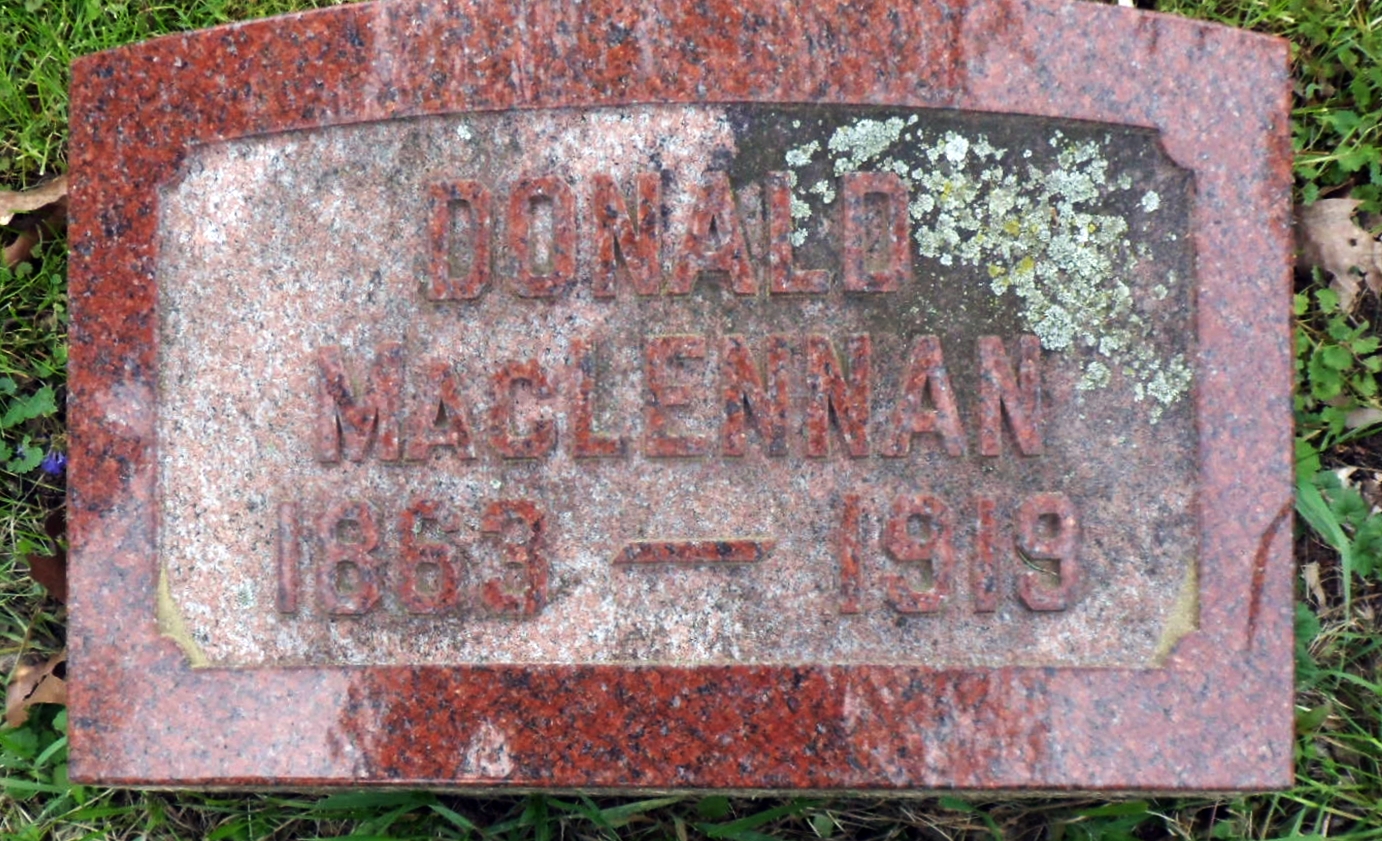 DONALD
MACLENNAN
1863 — 1919